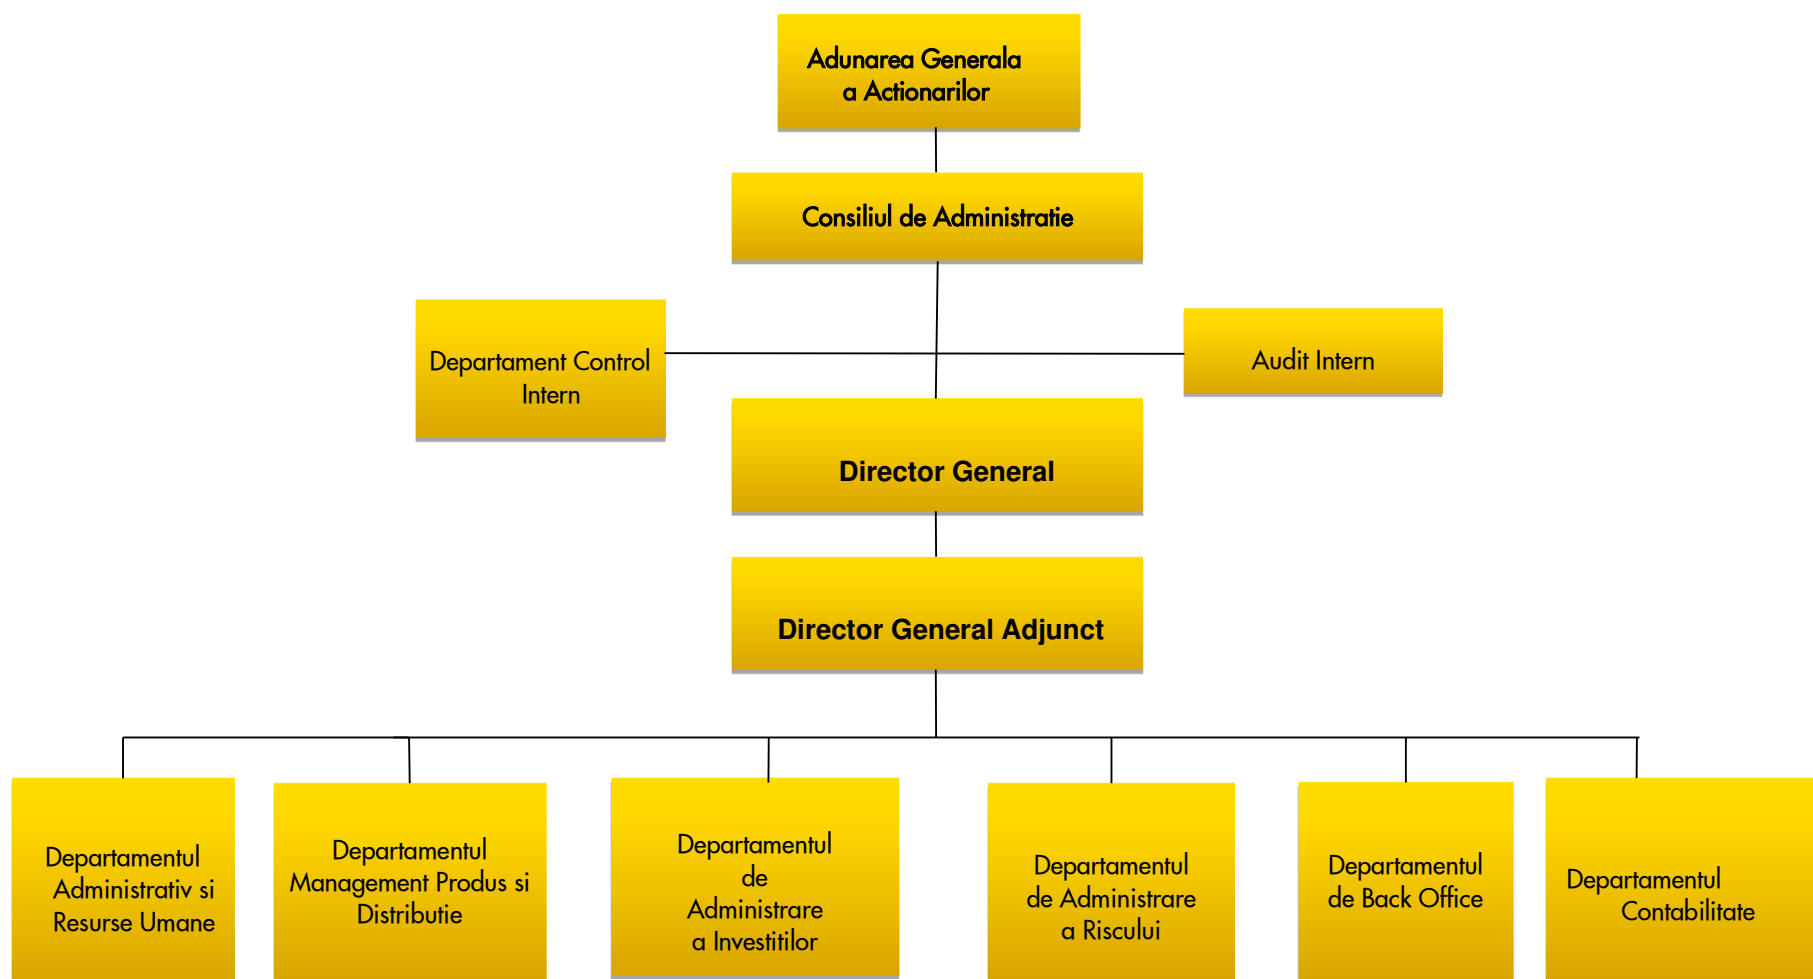 Adunarea Generala
a Actionarilor
Consiliul de Administratie
Departament Control
Intern
Audit Intern
Director General
Director General Adjunct
Departamentul
Administrativ si
Resurse Umane
Departamentul
Management Produs si
Distributie
Departamentul
de
Administrare
a Investitilor
Departamentul
de Administrare
a Riscului
Departamentul
de Back Office
Departamentul
Contabilitate